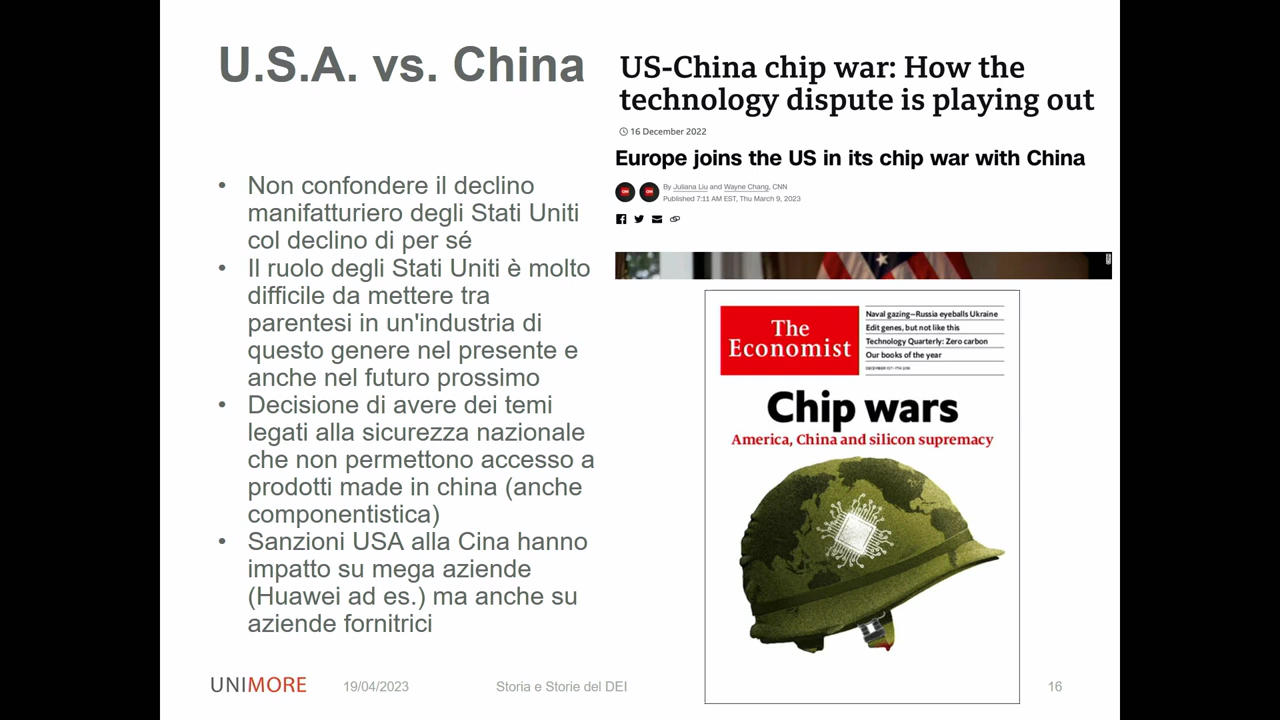 U.S.A. vs. China
• Non confondere il declino
manifatturiero degli Stati Uniti
col declino di per sé
• Il ruolo degli Stati Uniti è molto
difficile da mettere tra
parentesi in un'industria di
questo genere nel presente e
anche nel futuro prossimo
• Decisione di avere dei temi
legati alla sicurezza nazionale
che non permettono accesso a
prodotti made in china (anche
componentistica)
• Sanzioni USA alla Cina hanno
impatto su mega aziende
(Huawei ad es.) ma anche su
aziende fornitrici
US-China chip war: How the
technology dispute is playing out
16 December 2022
Europe joins the US in its chip war with China
By Juliana Liu and Wayne Chang, CNN
Published 7:11 AM EST, Thu March 9, 2023
The
Economist
Naval gazing–Russia eyeballs Ukraine
Edit genes, but not like this
Technology Quarterly: Zero carbon
Our books of the year
Chip wars
America, China and silicon supremacy
UNIMORE
19/04/2023
Storia e Storie del DEI
16